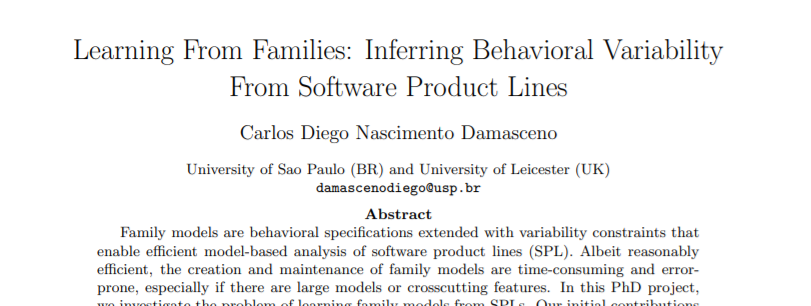 Learning From Families: Inferring Behavioral Variability
From Software Product Lines
Carlos Diego Nascimento Damasceno
University of Sao Paulo (BR) and University of Leicester (UK)
damascenodiego@usp.br
Abstract
Family models are behavioral specifications extended with variability constraints that
enable efficient model-based analysis of software product lines (SPL). Albeit reasonably
efficient, the creation and maintenance of family models are time-consuming and error-
prone, especially if there are large models or crosscutting features. In this PhD project,
we investigate the problem of learning family models from SPLs. Our initial contributions